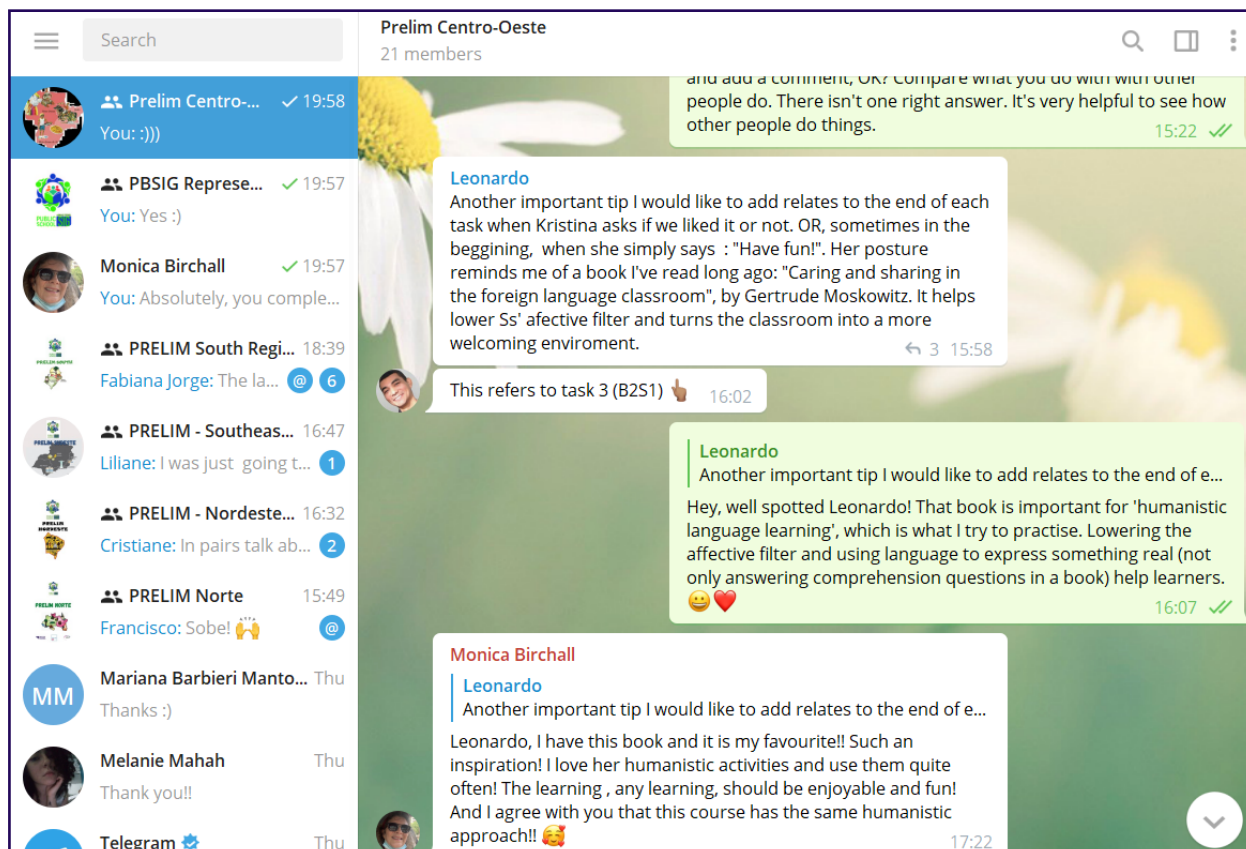 Search
Prelim Centro-... 19:58
You: :)))
PBSIG Represe... 19:57
You: Yes :)
Monica Birchall 19:57
You: Absolutely, you comple...
PRELIM South Regi... 18:39
Fabiana Jorge: The la... @ 6
PRELIM - Southeas... 16:47
Liliane: I was just going t... 1
PRELIM - Nordeste... 16:32
Cristiane: In pairs talk ab... 2
PRELIM Norte 15:49
Francisco: Sobe! 🙌 @
MM
Mariana Barbieri Manto... Thu
Thanks :)
Melanie Mahah Thu
Thank you!!
Telegram Thu
Prelim Centro-Oeste
21 members
and add a comment, OK? Compare what you do with with other
people do. There isn't one right answer. It's very helpful to see how
other people do things.
15:22
Leonardo
Another important tip I would like to add relates to the end of each
task when Kristina asks if we liked it or not. OR, sometimes in the
beggining, when she simply says : "Have fun!". Her posture
reminds me of a book I've read long ago: "Caring and sharing in
the foreign language classroom", by Gertrude Moskowitz. It helps
lower Ss' afective filter and turns the classroom into a more
welcoming enviroment.
3 15:58
This refers to task 3 (B2S1) 👆🏽 16:02
Leonardo
Another important tip I would like to add relates to the end of e...
Hey, well spotted Leonardo! That book is important for 'humanistic
language learning', which is what I try to practise. Lowering the
affective filter and using language to express something real (not
only answering comprehension questions in a book) help learners.
😀❤️ 16:07
Monica Birchall
Leonardo
Another important tip I would like to add relates to the end of e...
Leonardo, I have this book and it is my favourite!! Such an
inspiration! I love her humanistic activities and use them quite
often! The learning , any learning, should be enjoyable and fun!
And I agree with you that this course has the same humanistic
approach!! 🥰 17:22